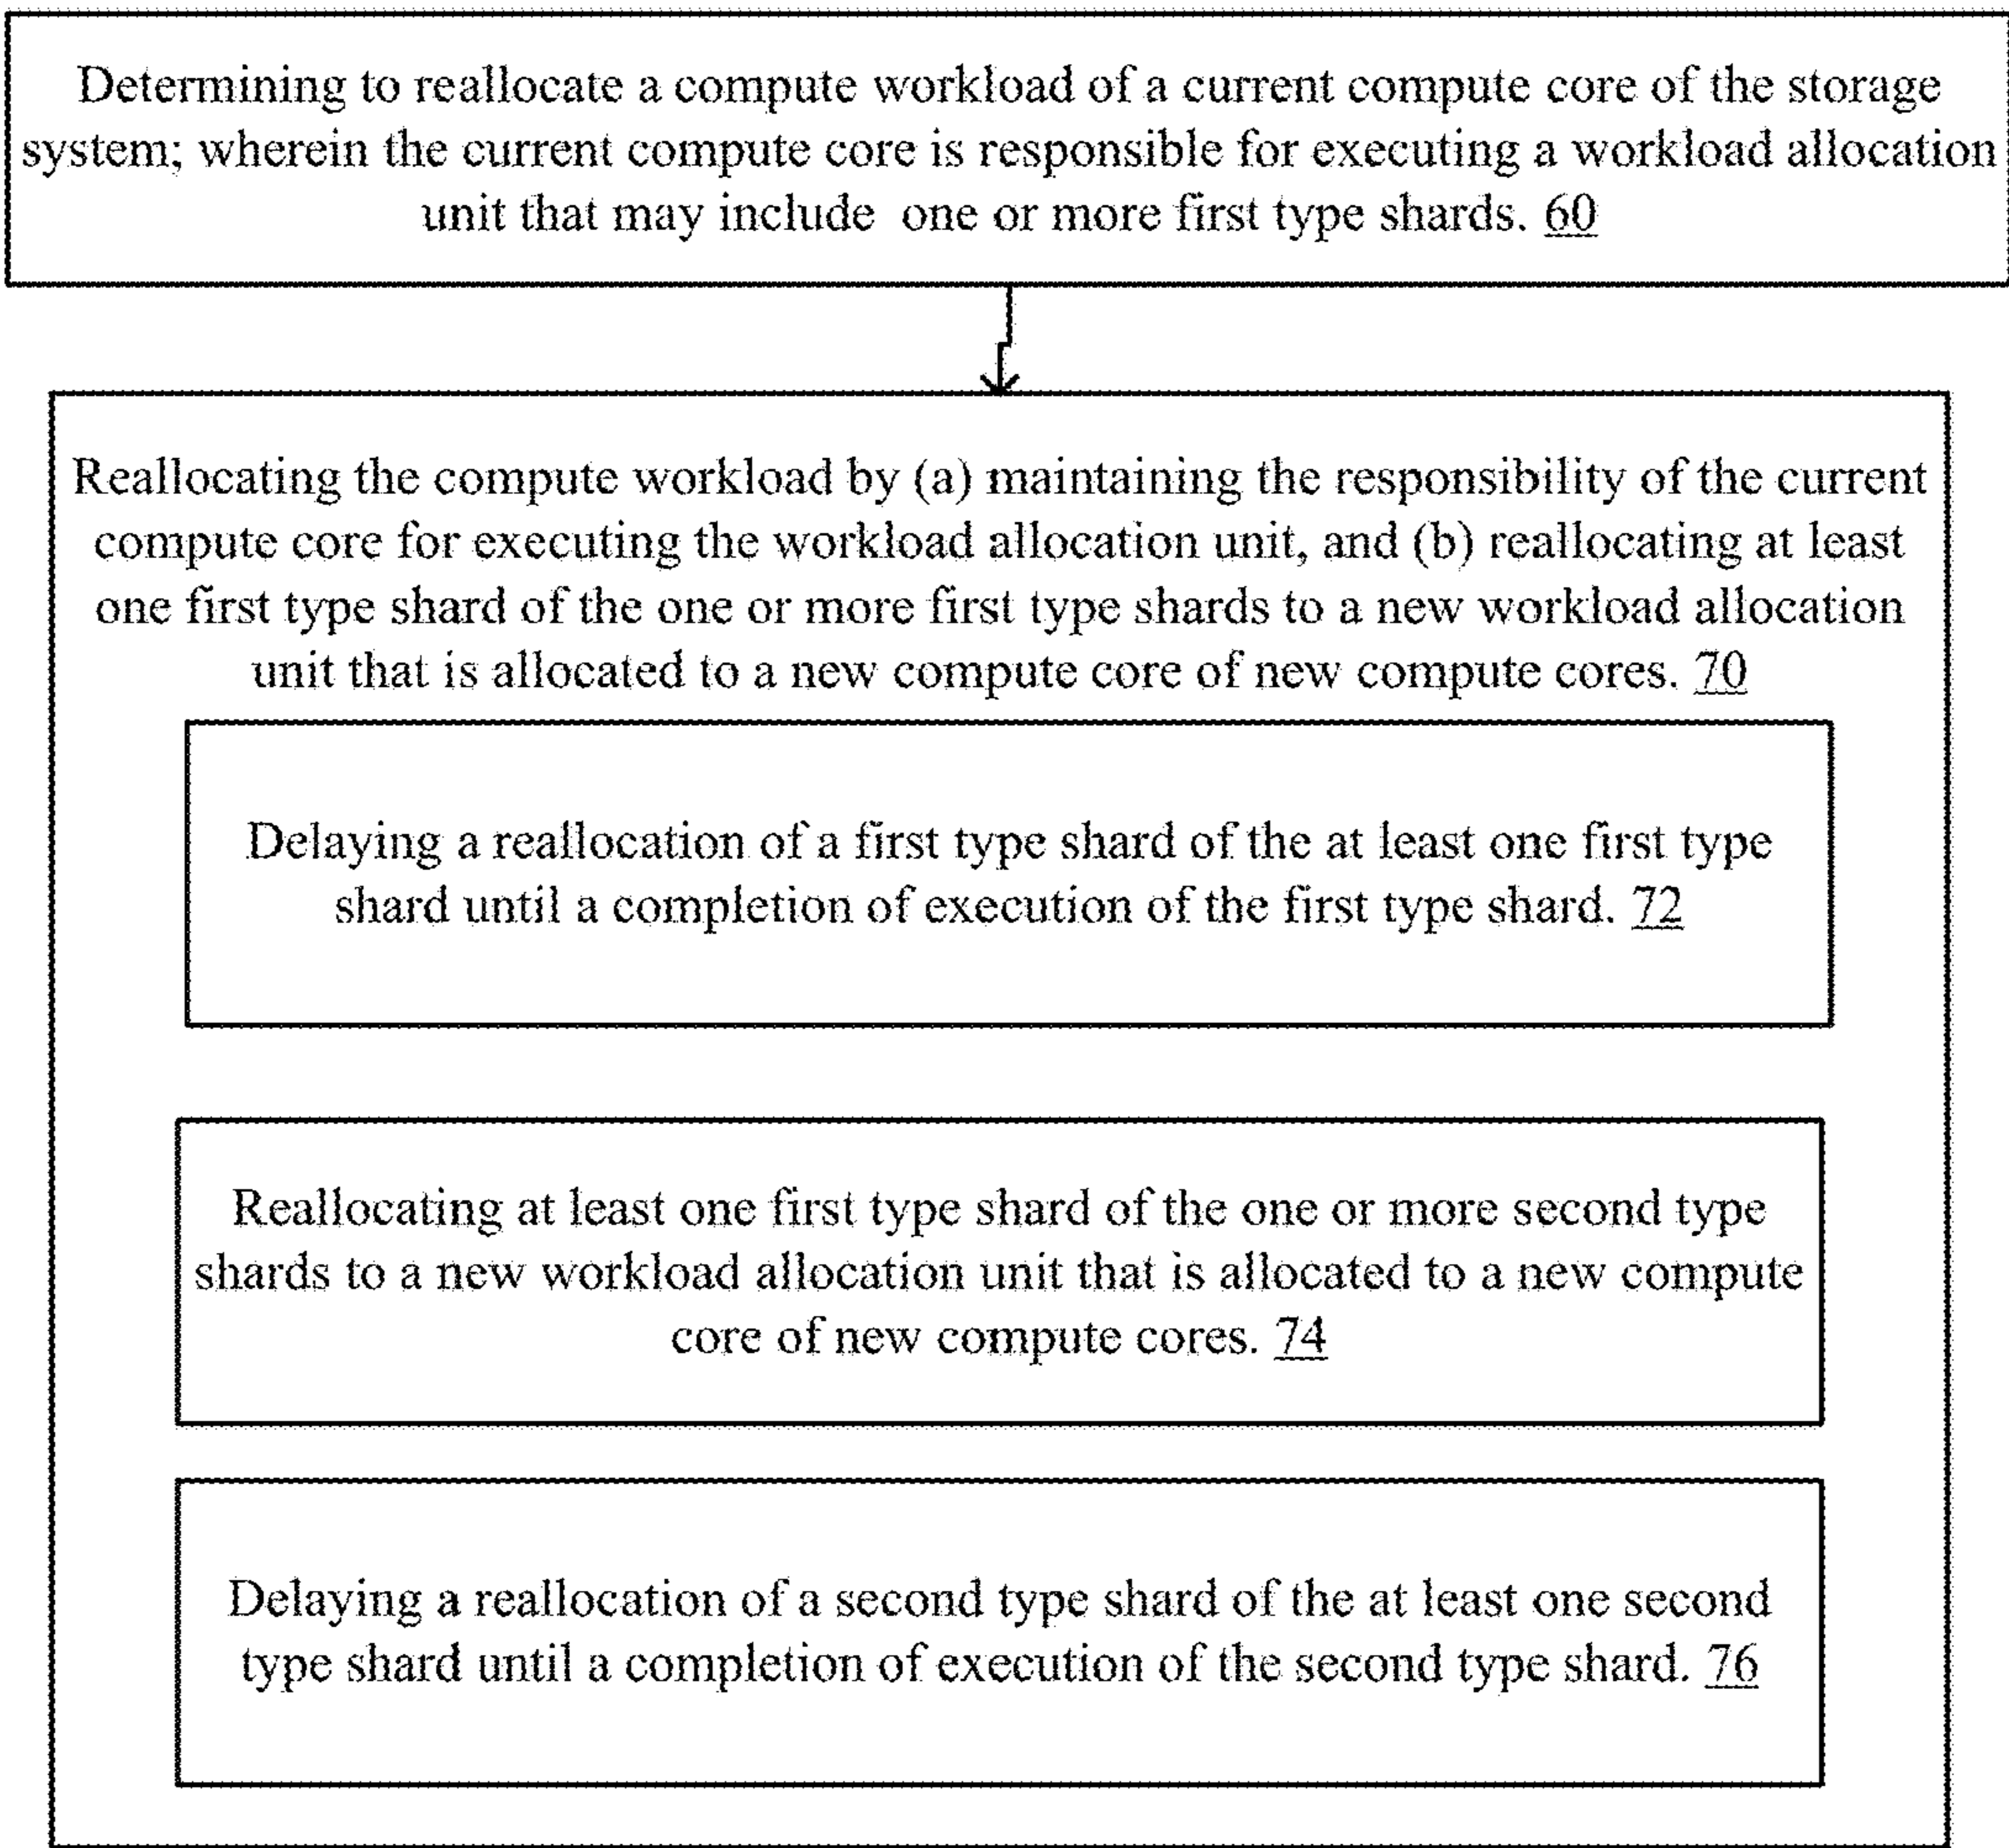 Determining to reallocate a compute workload of a current compute core of the storage
system; wherein the current compute core is responsible for executing a workload allocation
unit that may include one or more first type shards. 60
Reallocating the compute workload by (a) maintaining the responsibility of the current
compute core for executing the workload allocation unit, and (b) reallocating at least
one first type shard of the one or more first type shards to a new workload allocation
unit that is allocated to a new compute core of new compute cores. 70
Delaying a reallocation of a first type shard of the at least one first type
shard until a completion of execution of the first type shard. 72
Reallocating at least one first type shard of the one or more second type
shards to a new workload allocation unit that is allocated to a new compute
core of new compute cores. 74
Delaying a reallocation of a second type shard of the at least one second
type shard until a completion of execution of the second type shard. 76